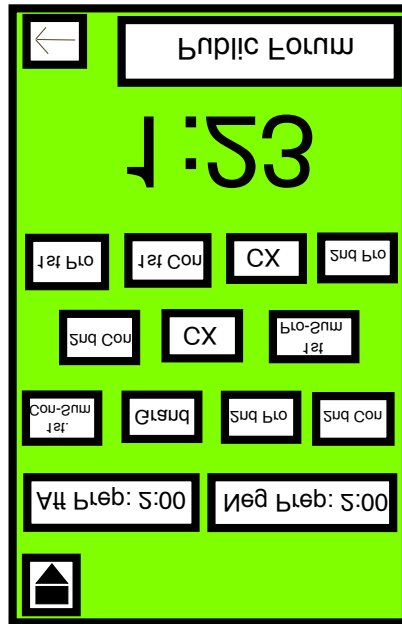 Public Forum
1:23
1st Pro
1st Con
CX
2nd Pro
2nd Con
CX
1st
Pro-Sum
1st.
Con-Sum
Grand
2nd Pro
2nd Con
Aff Prep: 2:00
Neg Prep: 2:00